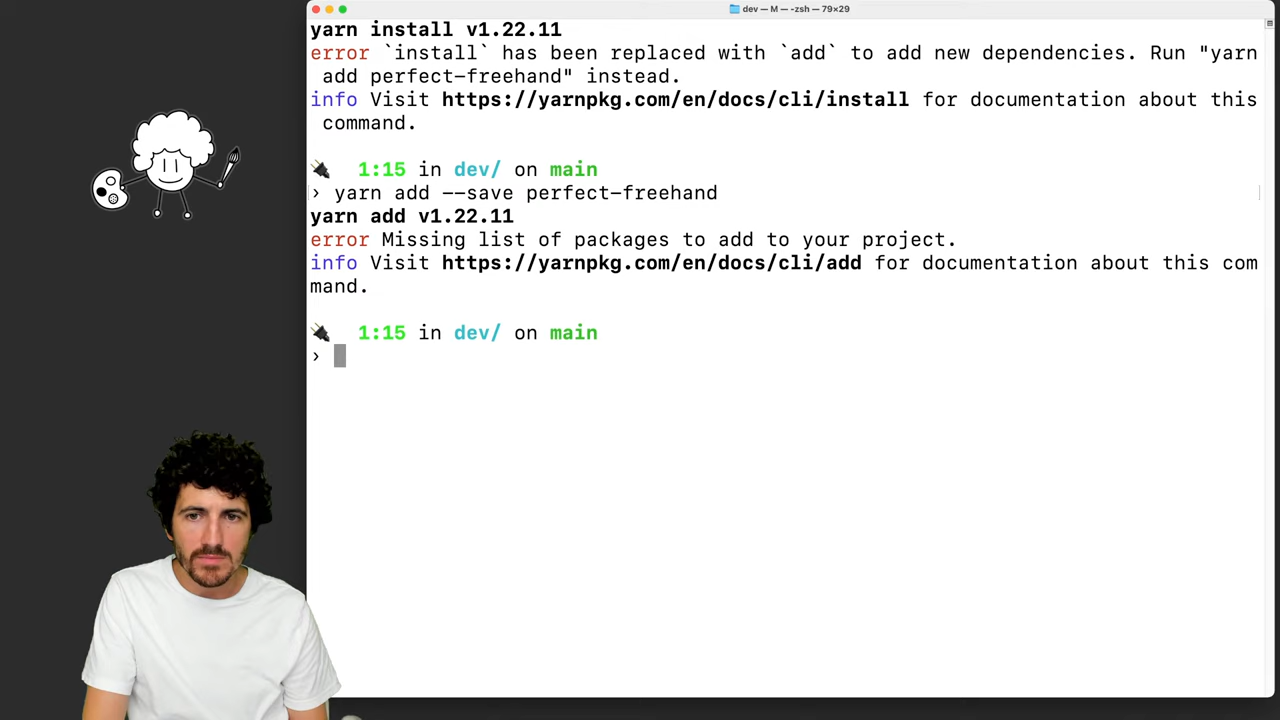 dev — M — -zsh — 79×29
yarn install v1.22.11
error `install` has been replaced with `add` to add new dependencies. Run "yarn
add perfect-freehand" instead.
info Visit https://yarnpkg.com/en/docs/cli/install for documentation about this
command.
1:15 in dev/ on main
› yarn add --save perfect-freehand
yarn add v1.22.11
error Missing list of packages to add to your project.
info Visit https://yarnpkg.com/en/docs/cli/add for documentation about this com
mand.
1:15 in dev/ on main
›